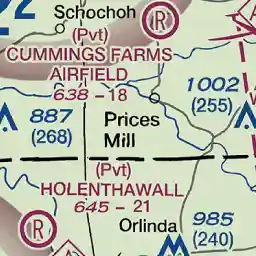 Schochoh
R
(Pvt)
CUMMINGS FARMS
AIRFIELD
638 - 18
1002
(255)
887
(268)
Prices
Mill
(Pvt)
HOLENTHAWALL
645 - 21
R
Orlinda
985
(240)